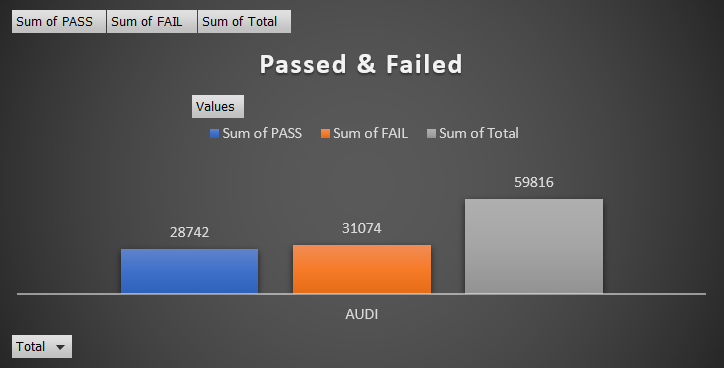 Sum of PASS Sum of FAIL Sum of Total
Passed & Failed
Values
Sum of PASS Sum of FAIL Sum of Total
28742 31074 59816
AUDI
Total